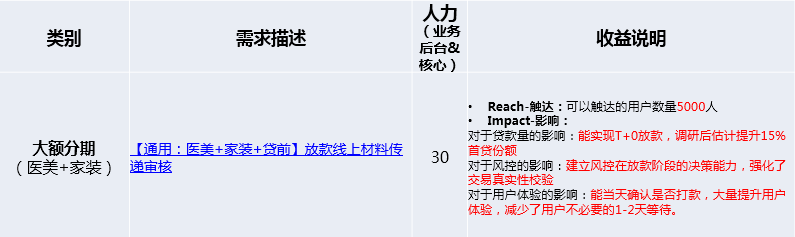 类别
需求描述
人力
（业务
后台&
核心）
收益说明
大额分期
（医美+家装）
【通用：医美+家装+贷前】放款线上材料传
递审核
30
• Reach-触达：可以触达的用户数量5000人
• Impact-影响：
对于贷款量的影响：能实现T+0放款，调研后估计提升15%
首贷份额
对于风控的影响：建立风控在放款阶段的决策能力，强化了
交易真实性校验
对于用户体验的影响：能当天确认是否打款，大量提升用户
体验，减少了用户不必要的1-2天等待。